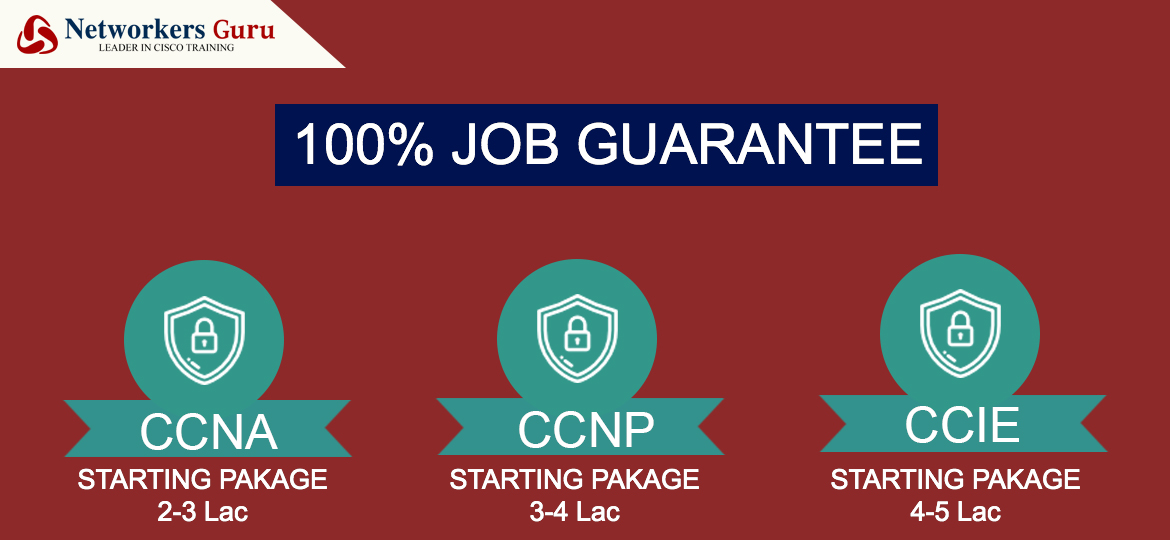 Networkers Guru
LEADER IN CISCO TRAINING
100% JOB GUARANTEE
CCNA
STARTING PAKAGE
2-3 Lac
CCNP
STARTING PAKAGE
3-4 Lac
CCIE
STARTING PAKAGE
4-5 Lac